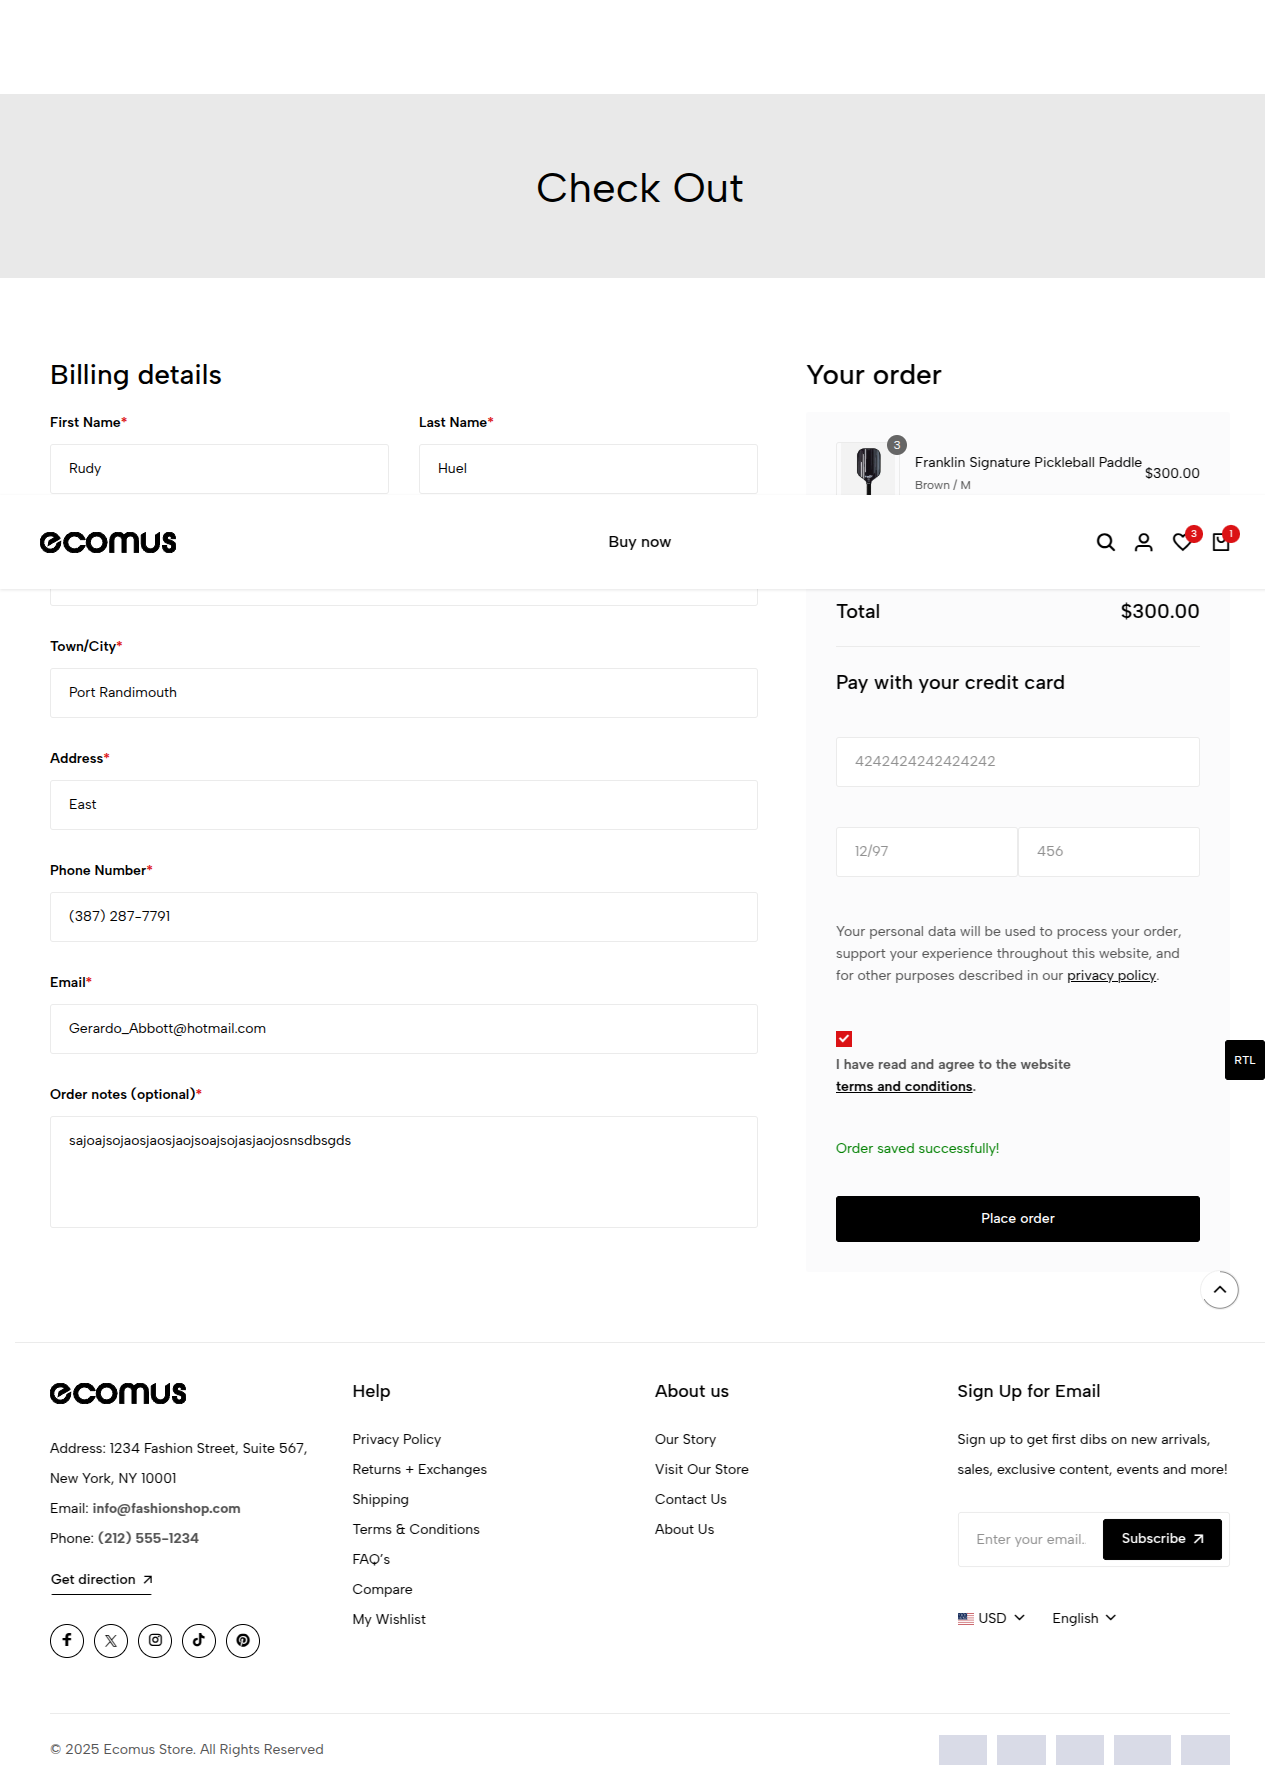 Check Out
Billing details
First Name*
Last Name*
Rudy
Huel
Your order
3
Franklin Signature Pickleball Paddle
Brown / M
$300.00
ecomus
Buy now
3
1
Total
$300.00
Town/City*
Port Randimouth
Address*
East
Phone Number*
(387) 287-7791
Email*
Gerardo_Abbott@hotmail.com
Order notes (optional)*
sajoajsojaosjaosjaojsoajsojasjaojosnsdbsgds
Pay with your credit card
4242424242424242
12/97
456
Your personal data will be used to process your order,
support your experience throughout this website, and
for other purposes described in our privacy policy.
I have read and agree to the website
terms and conditions.
Order saved successfully!
Place order
RTL
ecomus
Address: 1234 Fashion Street, Suite 567,
New York, NY 10001
Email: info@fashionshop.com
Phone: (212) 555-1234
Get direction
Help
Privacy Policy
Returns + Exchanges
Shipping
Terms & Conditions
FAQ's
Compare
My Wishlist
About us
Our Story
Visit Our Store
Contact Us
About Us
Sign Up for Email
Sign up to get first dibs on new arrivals,
sales, exclusive content, events and more!
Enter your email..
Subscribe
USD
English
© 2025 Ecomus Store. All Rights Reserved